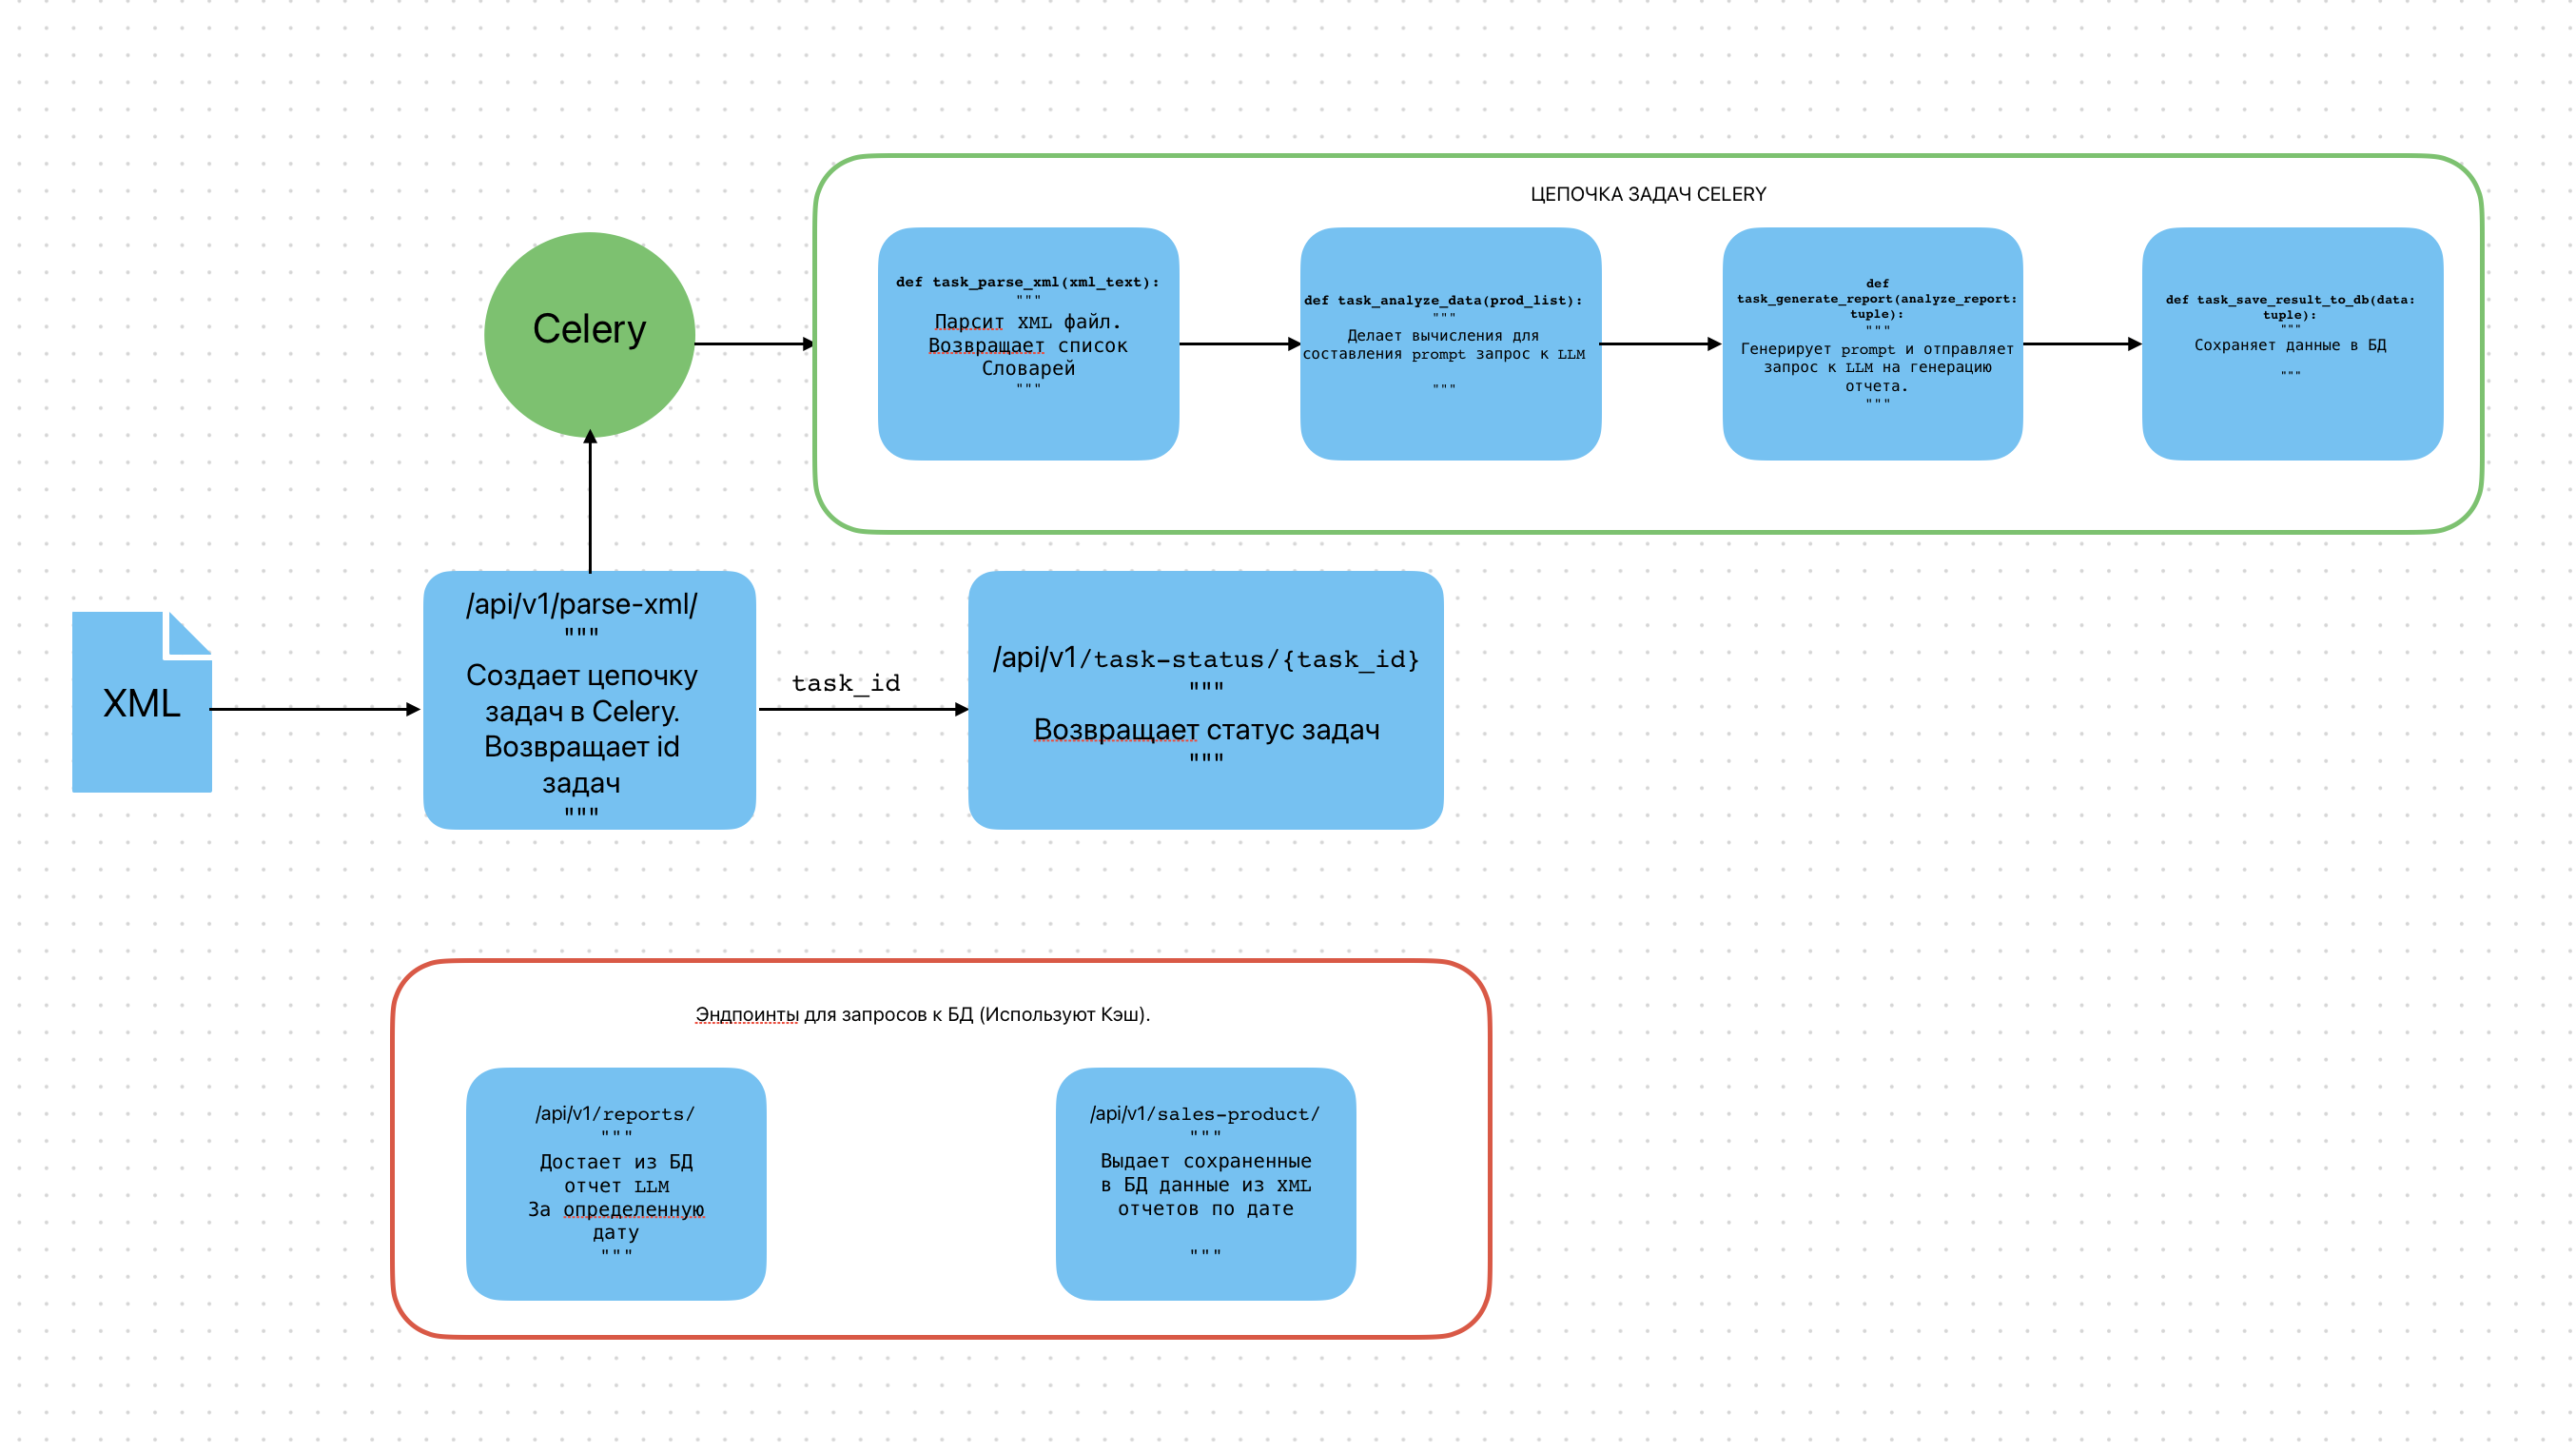 ЦЕПОЧКА ЗАДАЧ CELERY
Celery
def task_parse_xml(xml_text):
"""
Парсит XML файл.
Возвращает список
Словарей
"""
def task_analyze_data(prod_list):
"""
Делает вычисления для
составления prompt запрос к LLM
"""
def
task_generate_report(analyze_report:
tuple):
"""
Генерирует prompt и отправляет
запрос к LLM на генерацию
отчета.
"""
def task_save_result_to_db(data:
tuple):
"""
Сохраняет данные в БД
"""
XML
/api/v1/parse-xml/
"""
Создает цепочку
задач в Celery.
Возвращает id
задач
"""
task_id
/api/v1/task-status/{task_id}
"""
Возвращает статус задач
"""
Эндпоинты для запросов к БД (Используют Кэш).
/api/v1/reports/
"""
Достает из БД
отчет LLM
За определенную
дату
"""
/api/v1/sales-product/
"""
Выдает сохраненные
в БД данные из XML
отчетов по дате
"""